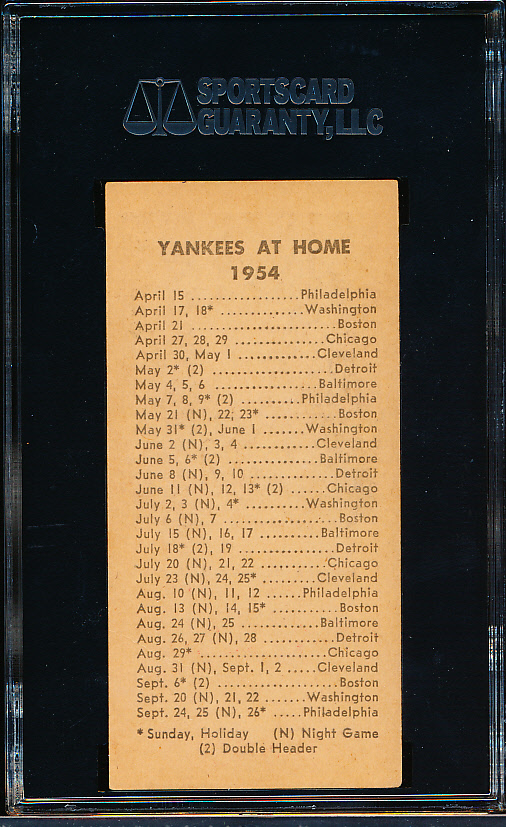 SPORTSCARD
GUARANTY, LLC
YANKEES AT HOME
1954
April 15 ..................Philadelphia
April 17, 18* ..............Washington
April 21 ........................Boston
April 27, 28, 29 ...............Chicago
April 30, May 1 .............Cleveland
May 2* (2) .....................Detroit
May 4, 5, 6 ...................Baltimore
May 7, 8, 9* (2) ..........Philadelphia
May 21 (N), 22, 23* ...........Boston
May 31* (2), June 1 .......Washington
June 2 (N), 3, 4 ............Cleveland
June 5, 6* (2) ...............Baltimore
June 8 (N), 9, 10 .............Detroit
June 11 (N), 12, 13* (2) ......Chicago
July 2, 3 (N), 4* ..........Washington
July 6 (N), 7 ...................Boston
July 15 (N), 16, 17 ..........Baltimore
July 18* (2), 19 ...............Detroit
July 20 (N), 21, 22 ...........Chicago
July 23 (N), 24, 25* .........Cleveland
Aug. 10 (N), 11, 12 ......Philadelphia
Aug. 13 (N), 14, 15* ..........Boston
Aug. 24 (N), 25 .............Baltimore
Aug. 26, 27 (N), 28 ...........Detroit
Aug. 29* .......................Chicago
Aug. 31 (N), Sept. 1, 2 .....Cleveland
Sept. 6* (2) ...................Boston
Sept. 20 (N), 21, 22 .......Washington
Sept. 24, 25 (N), 26* .....Philadelphia
* Sunday, Holiday (N) Night Game
(2) Double Header